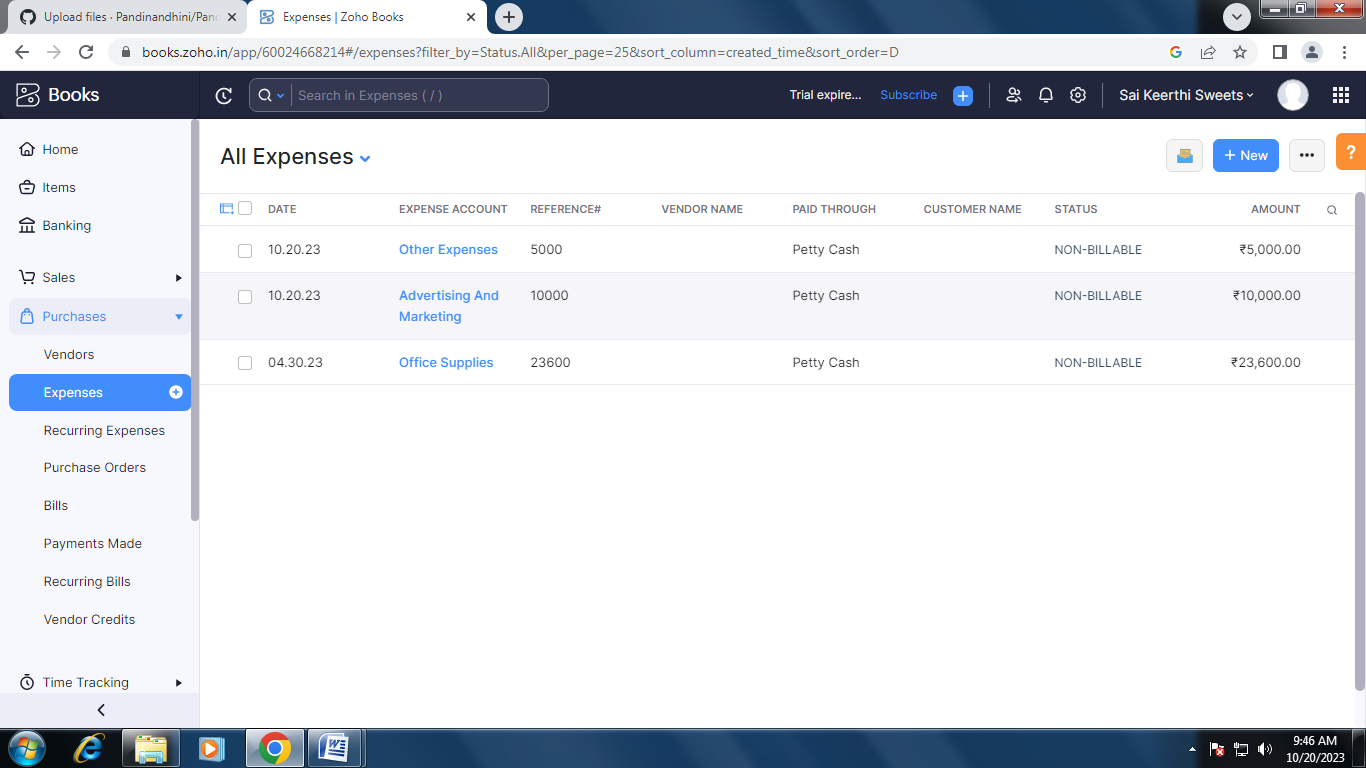 Upload files · Pandinandhini/Pand
Expenses | Zoho Books
books.zoho.in/app/60024668214#/expenses?filter_by=Status.All&per_page=25&sort_column=created_time&sort_order=D
Books
Search in Expenses ( / )
Trial expire...
Subscribe
Sai Keerthi Sweets
Home
Items
Banking
Sales
Purchases
Vendors
Expenses
Recurring Expenses
Purchase Orders
Bills
Payments Made
Recurring Bills
Vendor Credits
Time Tracking
All Expenses
+ New
?
DATE EXPENSE ACCOUNT REFERENCE# VENDOR NAME PAID THROUGH CUSTOMER NAME STATUS AMOUNT
10.20.23 Other Expenses 5000 Petty Cash NON-BILLABLE ₹5,000.00
10.20.23 Advertising And 10000 Petty Cash NON-BILLABLE ₹10,000.00
Marketing
04.30.23 Office Supplies 23600 Petty Cash NON-BILLABLE ₹23,600.00
9:46 AM
10/20/2023